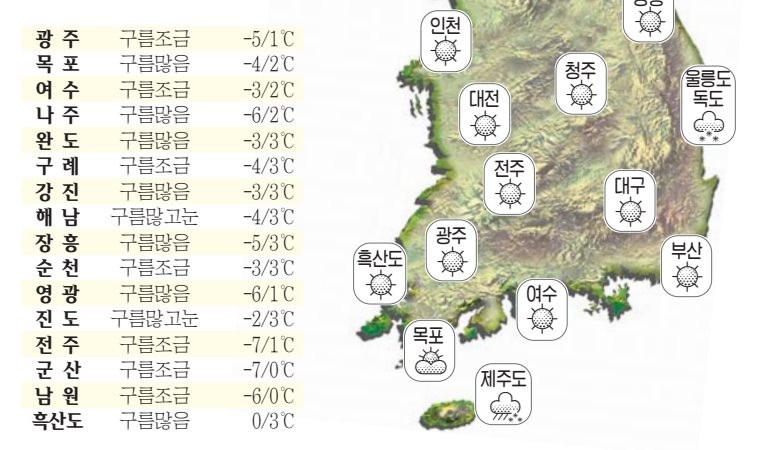 광 주 구름조금 -5/1℃
목 포 구름많음 -4/2℃
여 수 구름조금 -3/2℃
나 주 구름많음 -6/2℃
완 도 구름많음 -3/3℃
구 례 구름조금 -4/3℃
강 진 구름많음 -3/3℃
해 남 구름많고눈 -4/3℃
장 흥 구름많음 -5/3℃
순 천 구름조금 -3/3℃
영 광 구름많음 -6/1℃
진 도 구름많고눈 -2/3℃
전 주 구름조금 -7/1℃
군 산 구름조금 -7/0℃
남 원 구름조금 -6/0℃
흑산도 구름많음 0/3℃
인천
청주
울릉도
독도
대전
전주
대구
광주
부산
흑산도
여수
목포
제주도